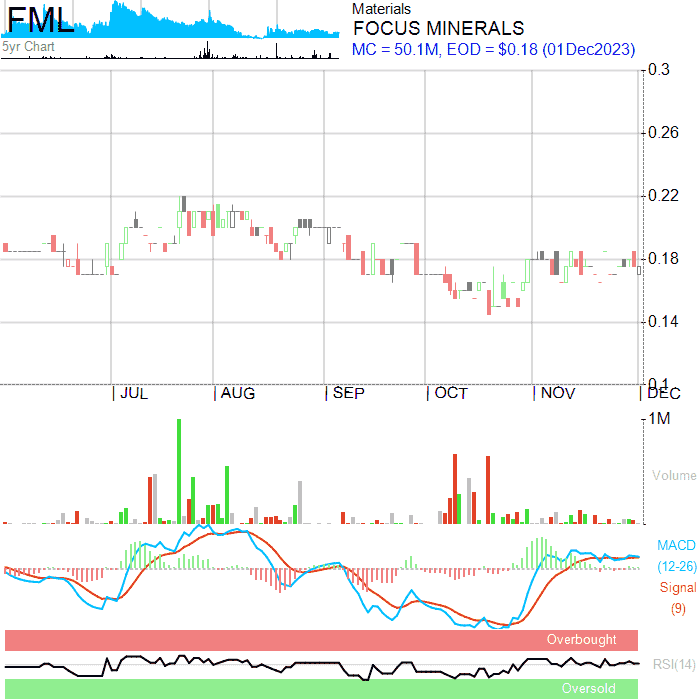 FML
5yr Chart
Materials
FOCUS MINERALS
MC = 50.1M, EOD = $0.18 (01Dec2023)
0.3
0.26
0.22
0.18
0.14
0.1
JUL
AUG
SEP
OCT
NOV
DEC
1M
Volume
MACD
(12-26)
Signal
(9)
Overbought
RSI(14)
Oversold